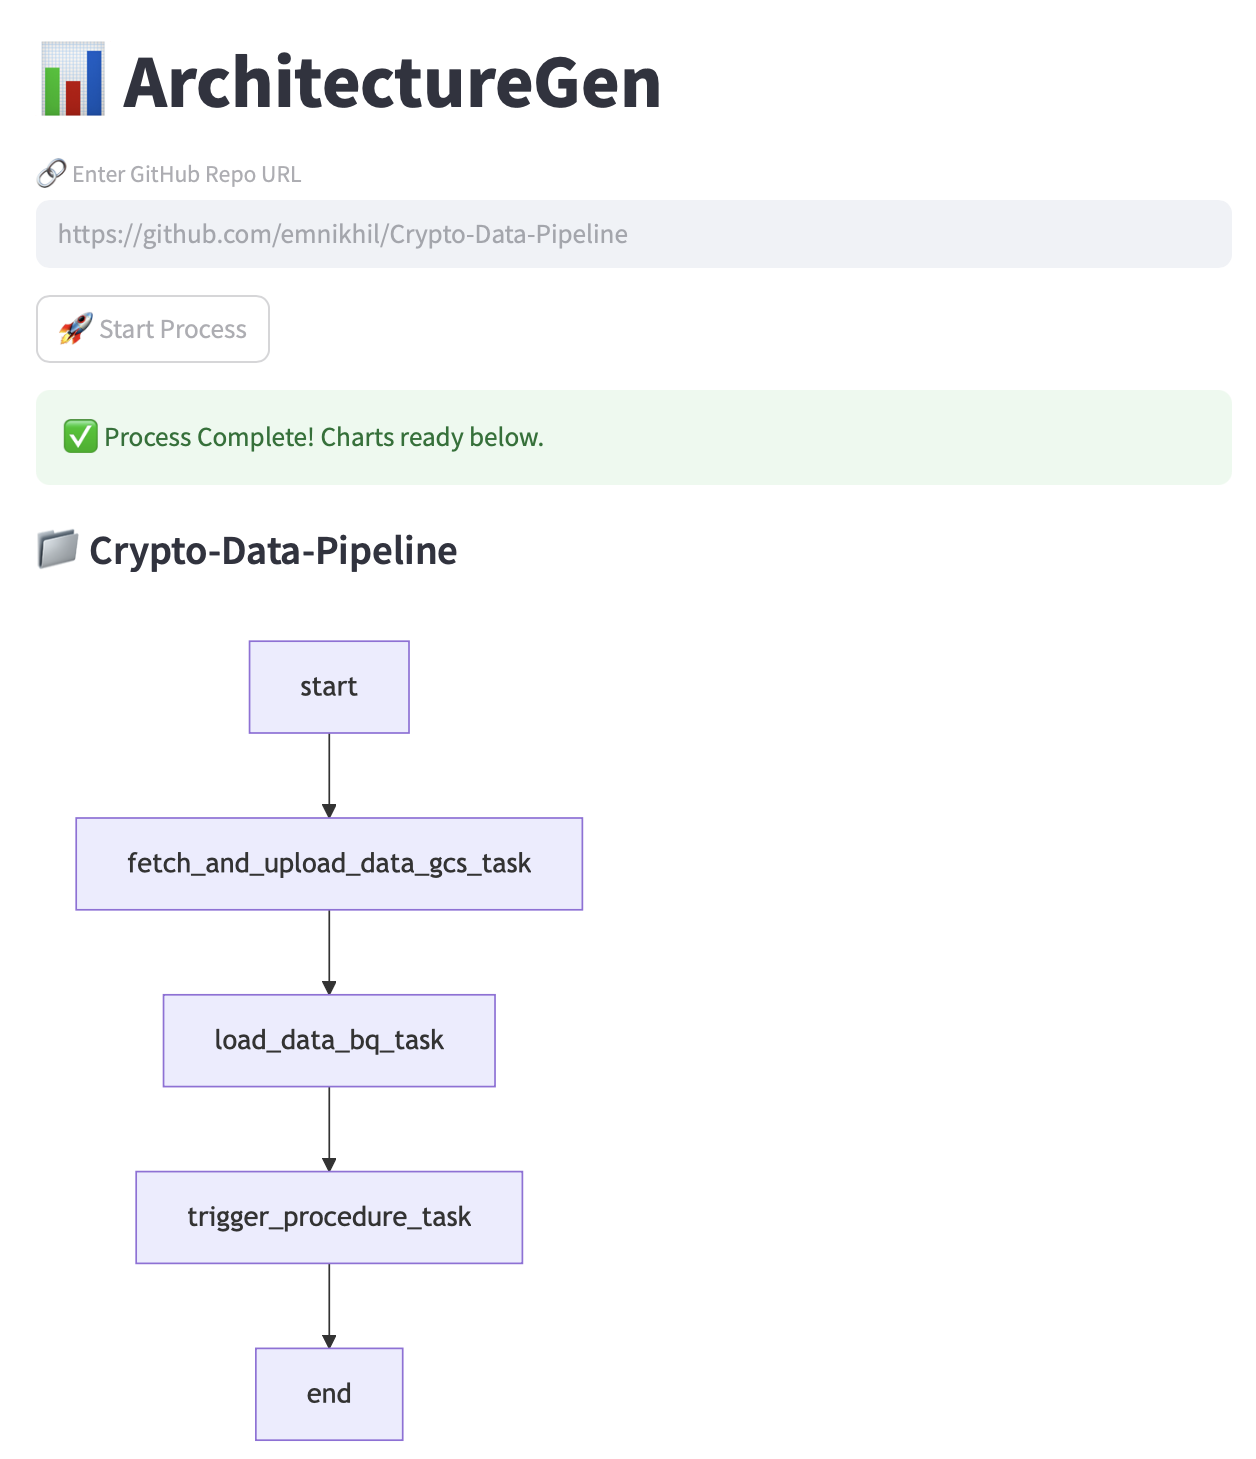 ArchitectureGen
Enter GitHub Repo URL
https://github.com/emnikhil/Crypto-Data-Pipeline
Start Process
Process Complete! Charts ready below.
Crypto-Data-Pipeline
start
fetch_and_upload_data_gcs_task
load_data_bq_task
trigger_procedure_task
end